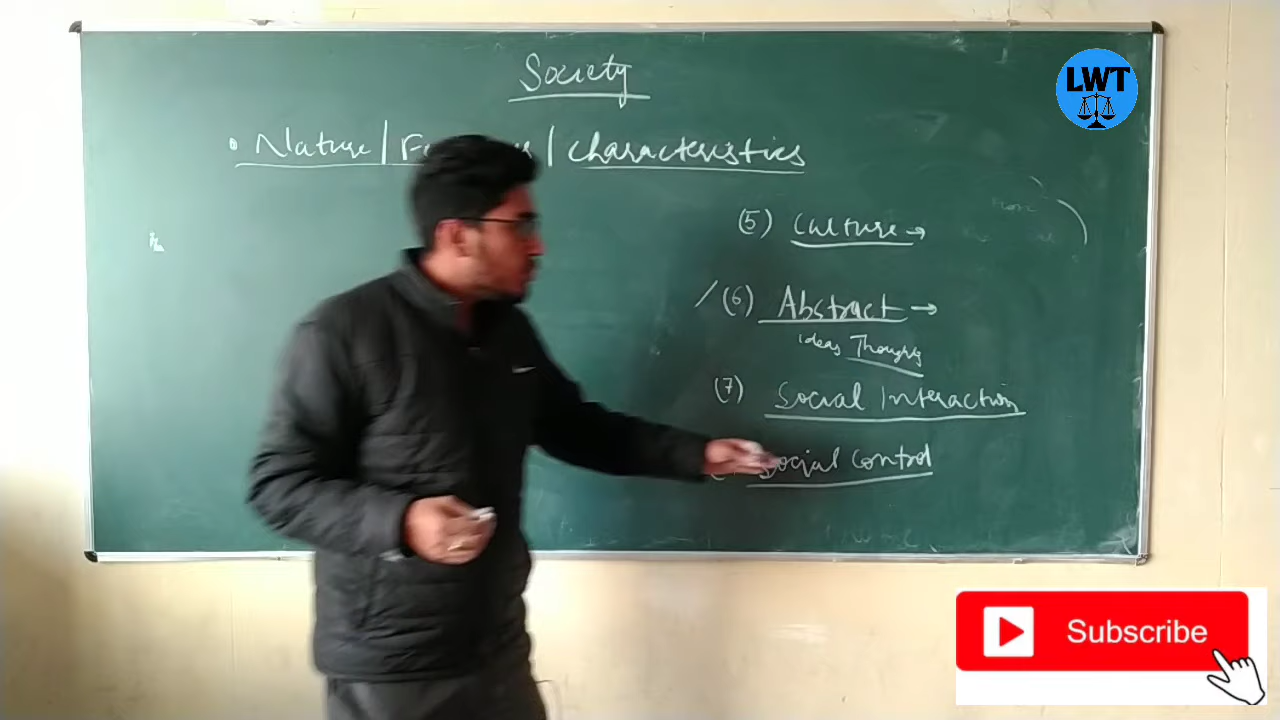 Society
LWT
• Nature / / Characteristics
(5) Culture →
/ (6) Abstract →
ideas Thoughts
(7) Social Interaction
Social Control
Subscribe